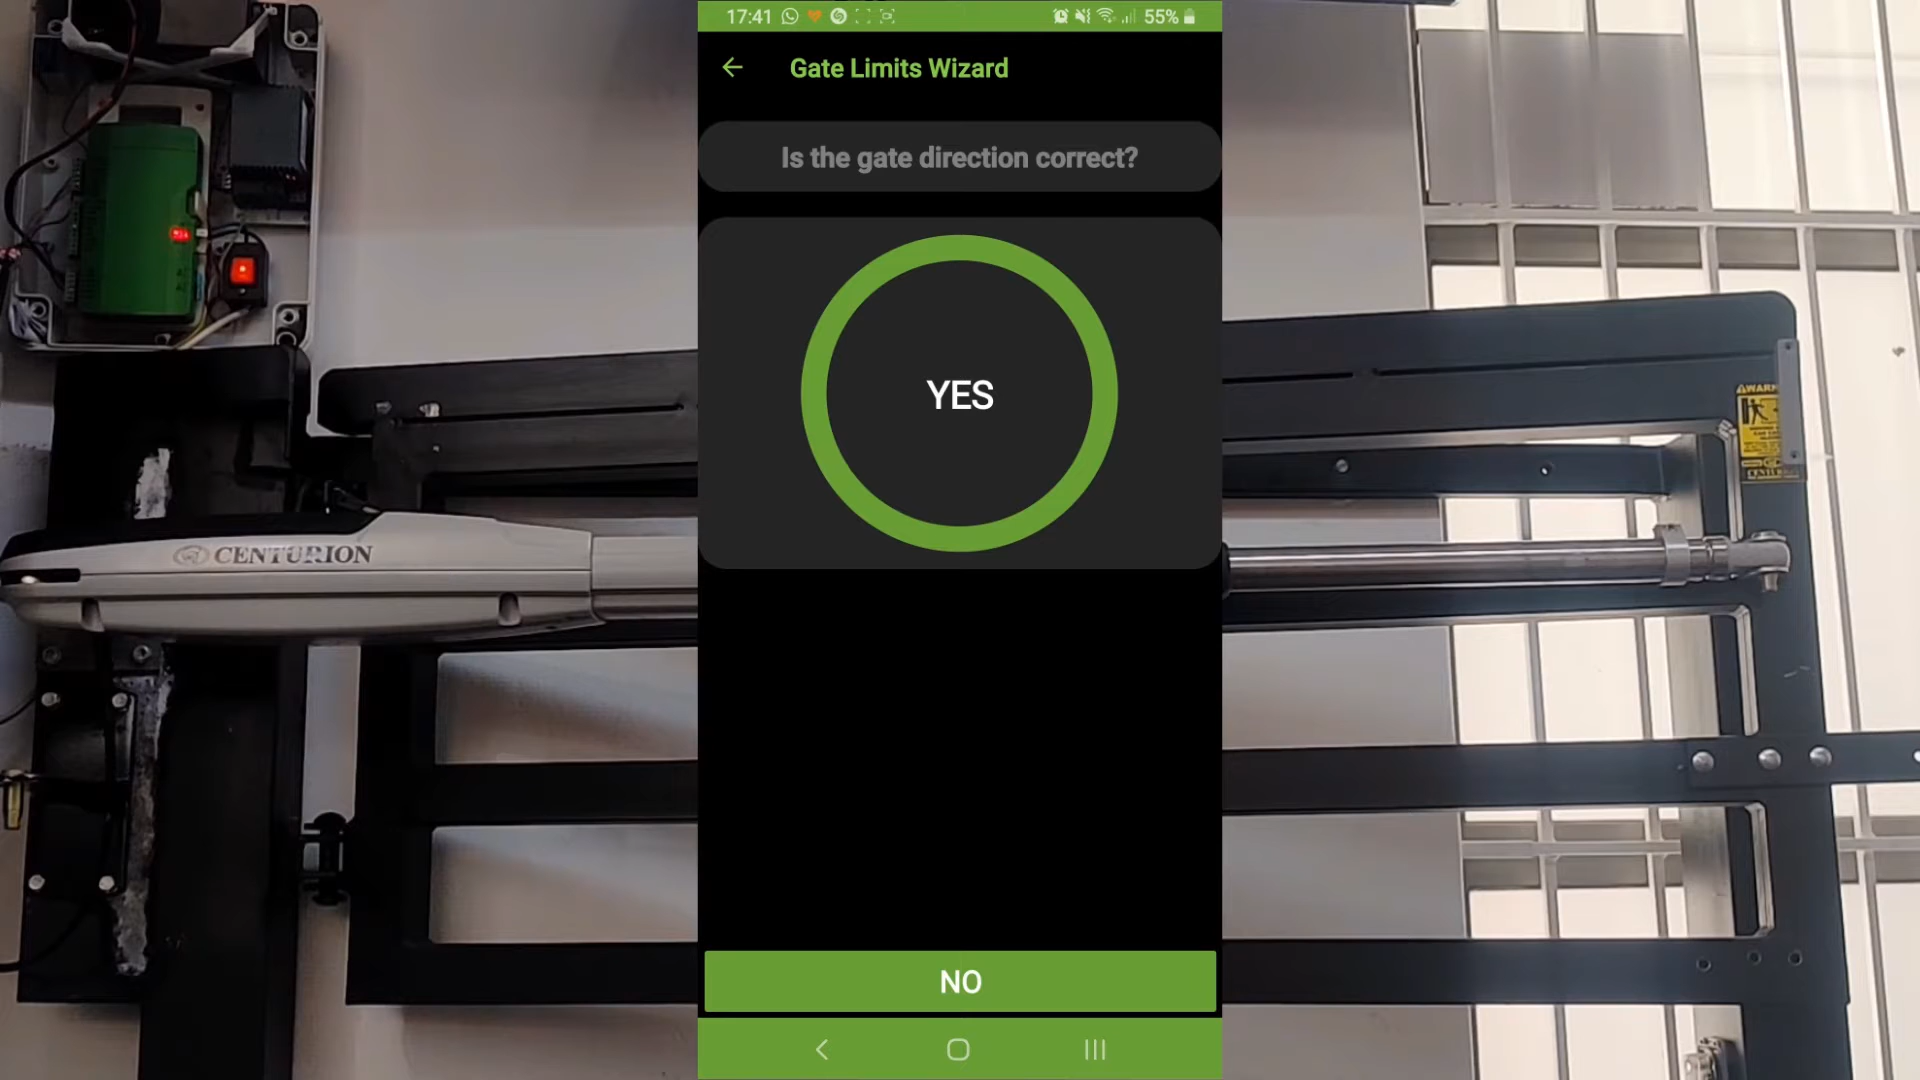 17:41
55%
Gate Limits Wizard
Is the gate direction correct?
YES
CENTURION
NO